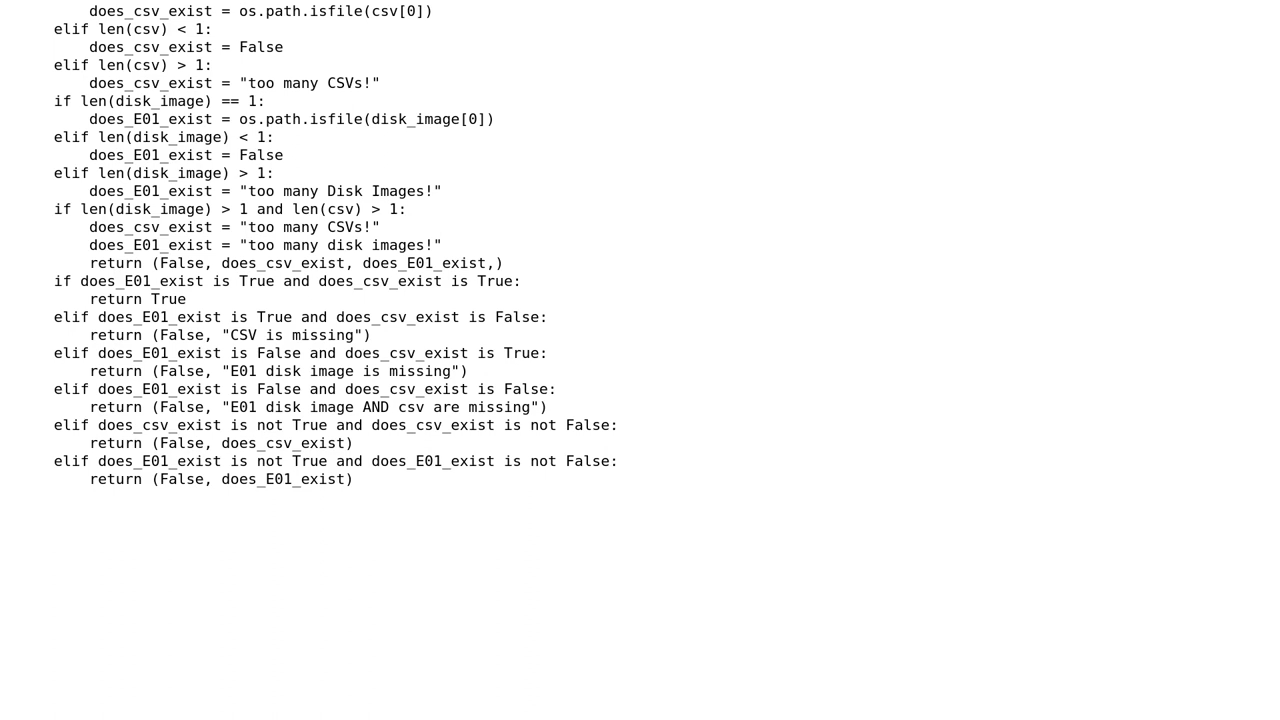 does_csv_exist = os.path.isfile(csv[0])
    elif len(csv) < 1:
        does_csv_exist = False
    elif len(csv) > 1:
        does_csv_exist = "too many CSVs!"
    if len(disk_image) == 1:
        does_E01_exist = os.path.isfile(disk_image[0])
    elif len(disk_image) < 1:
        does_E01_exist = False
    elif len(disk_image) > 1:
        does_E01_exist = "too many Disk Images!"
    if len(disk_image) > 1 and len(csv) > 1:
        does_csv_exist = "too many CSVs!"
        does_E01_exist = "too many disk images!"
        return (False, does_csv_exist, does_E01_exist,)
    if does_E01_exist is True and does_csv_exist is True:
        return True
    elif does_E01_exist is True and does_csv_exist is False:
        return (False, "CSV is missing")
    elif does_E01_exist is False and does_csv_exist is True:
        return (False, "E01 disk image is missing")
    elif does_E01_exist is False and does_csv_exist is False:
        return (False, "E01 disk image AND csv are missing")
    elif does_csv_exist is not True and does_csv_exist is not False:
        return (False, does_csv_exist)
    elif does_E01_exist is not True and does_E01_exist is not False:
        return (False, does_E01_exist)